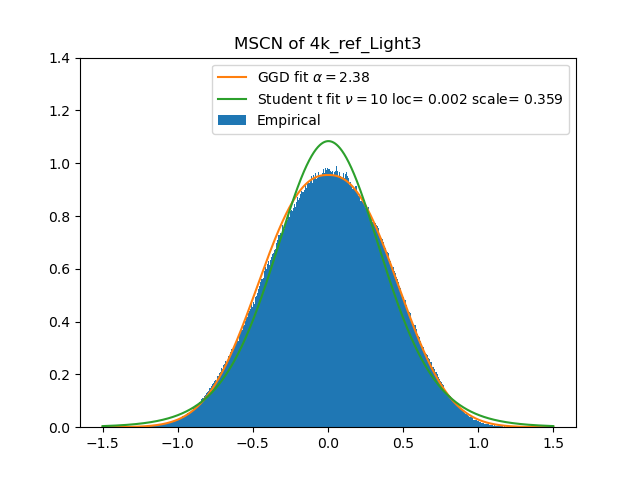 MSCN of 4k_ref_Light3
GGD fit α = 2.38
Student t fit ν = 10 loc= 0.002 scale= 0.359
Empirical
1.4
1.2
1.0
0.8
0.6
0.4
0.2
0.0
−1.5 −1.0 −0.5 0.0 0.5 1.0 1.5